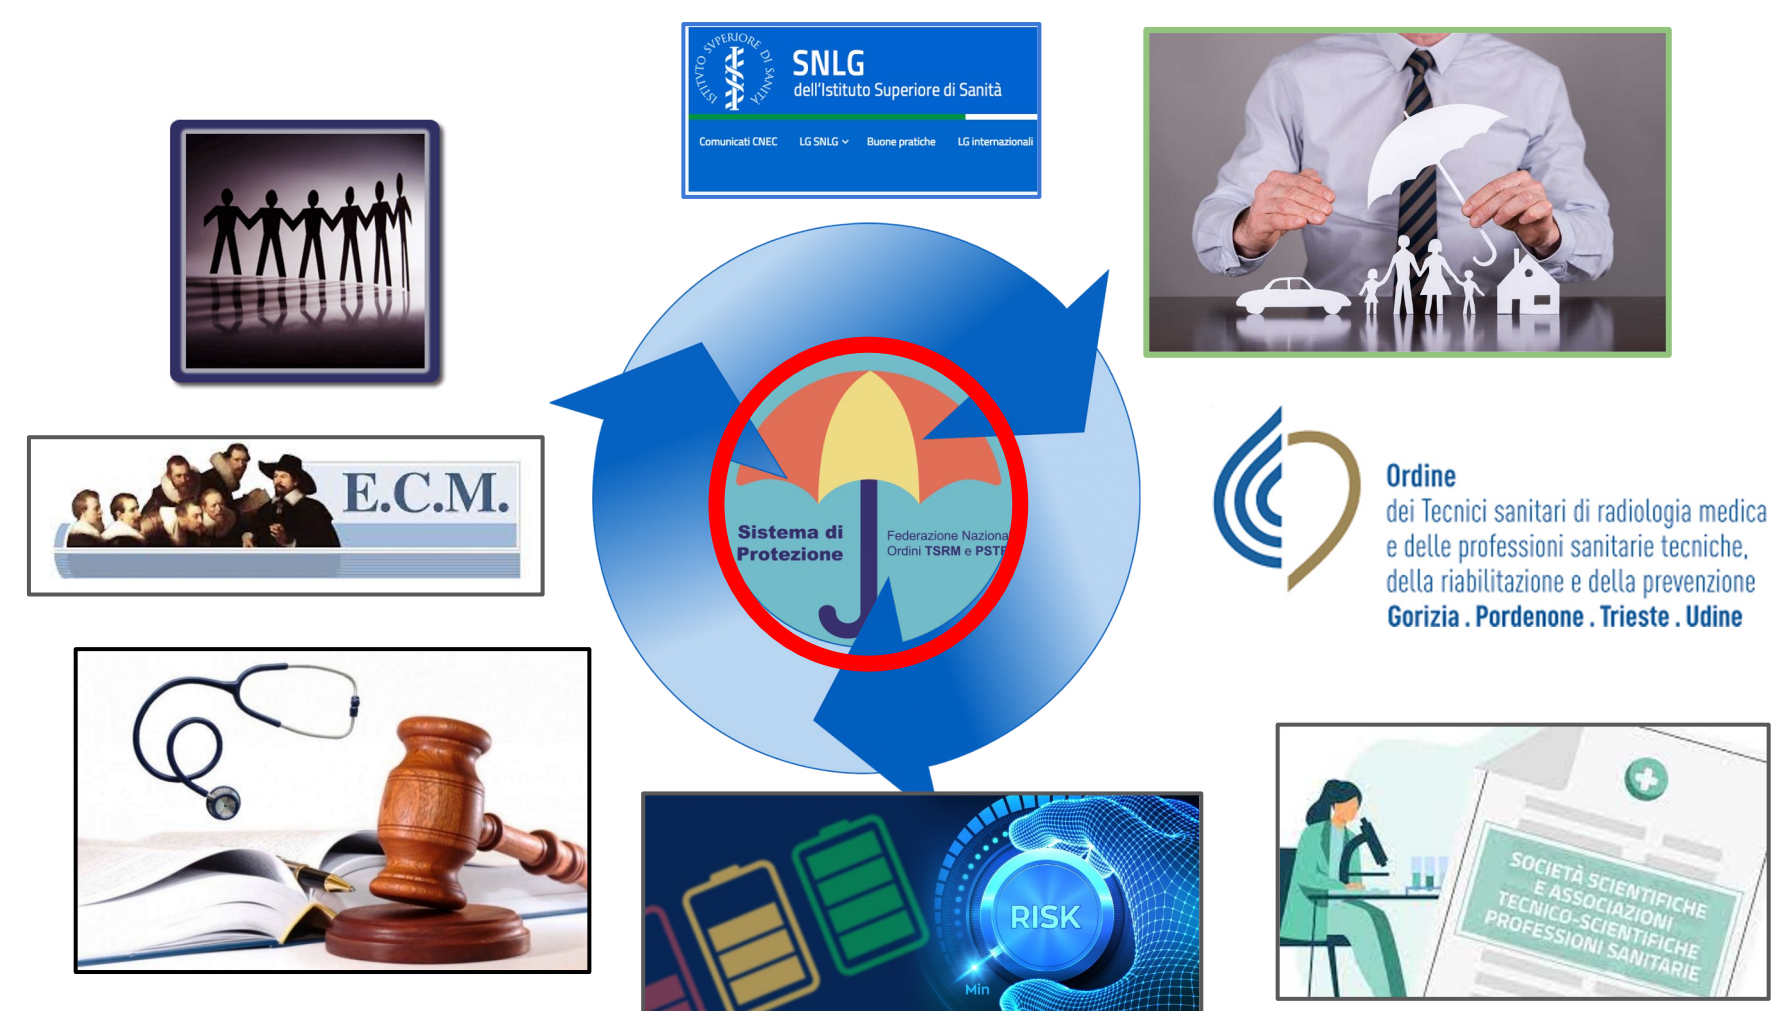 ISTITUTO SUPERIORE DI SANITÀ
SNLG
dell'Istituto Superiore di Sanità
Comunicati CNEC LG SNLG Buone pratiche LG internazionali
E.C.M.
Sistema di
Protezione
Federazione Naziona
Ordini TSRM e PSTR
Ordine
dei Tecnici sanitari di radiologia medica
e delle professioni sanitarie tecniche,
della riabilitazione e della prevenzione
Gorizia . Pordenone . Trieste . Udine
RISK
Min
SOCIETÀ SCIENTIFICHE
E ASSOCIAZIONI
TECNICO-SCIENTIFICHE
PROFESSIONI SANITARIE